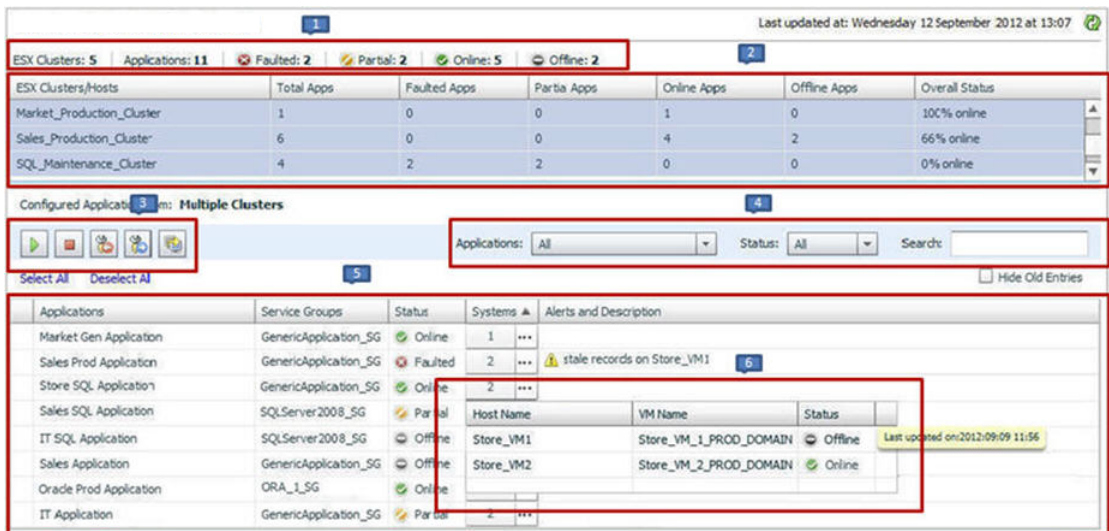 1
Last updated at: Wednesday 12 September 2012 at 13:07
2
ESX Clusters: 5 Applications: 11 Faulted: 2 Partial: 2 Online: 5 Offline: 2
ESX Clusters/Hosts Total Apps Faulted Apps Partia Apps Online Apps Offline Apps Overall Status
Market_Production_Cluster 1 0 0 1 0 100% online
Sales_Production_Cluster 6 0 0 4 2 66% online
SQL_Maintenance_Cluster 4 2 2 0 0 0% online
Configured 3 m: Multiple Clusters 4
Applications: All Status: All Search:
Select All Deselect All 5 Hide Old Entries
Applications Service Groups Status Systems Alerts and Description
Market Gen Application GenericApplication_SG Online 1 •••
Sales Prod Application GenericApplication_SG Faulted 2 ••• stale records on Store_VM1 6
Store SQL Application GenericApplication_SG Online 2 •••
Sales SQL Application SQLServer2008_SG Partial
IT SQL Application SQLServer2008_SG Offline
Sales Application GenericApplication_SG Offline
Oracle Prod Application ORA_1_SG Online
IT Application GenericApplication_SG Partial 2 •••
Host Name VM Name Status
Store_VM1 Store_VM_1_PROD_DOMAIN Offline Last updated on:2012:09:09 11:56
Store_VM2 Store_VM_2_PROD_DOMAIN Online